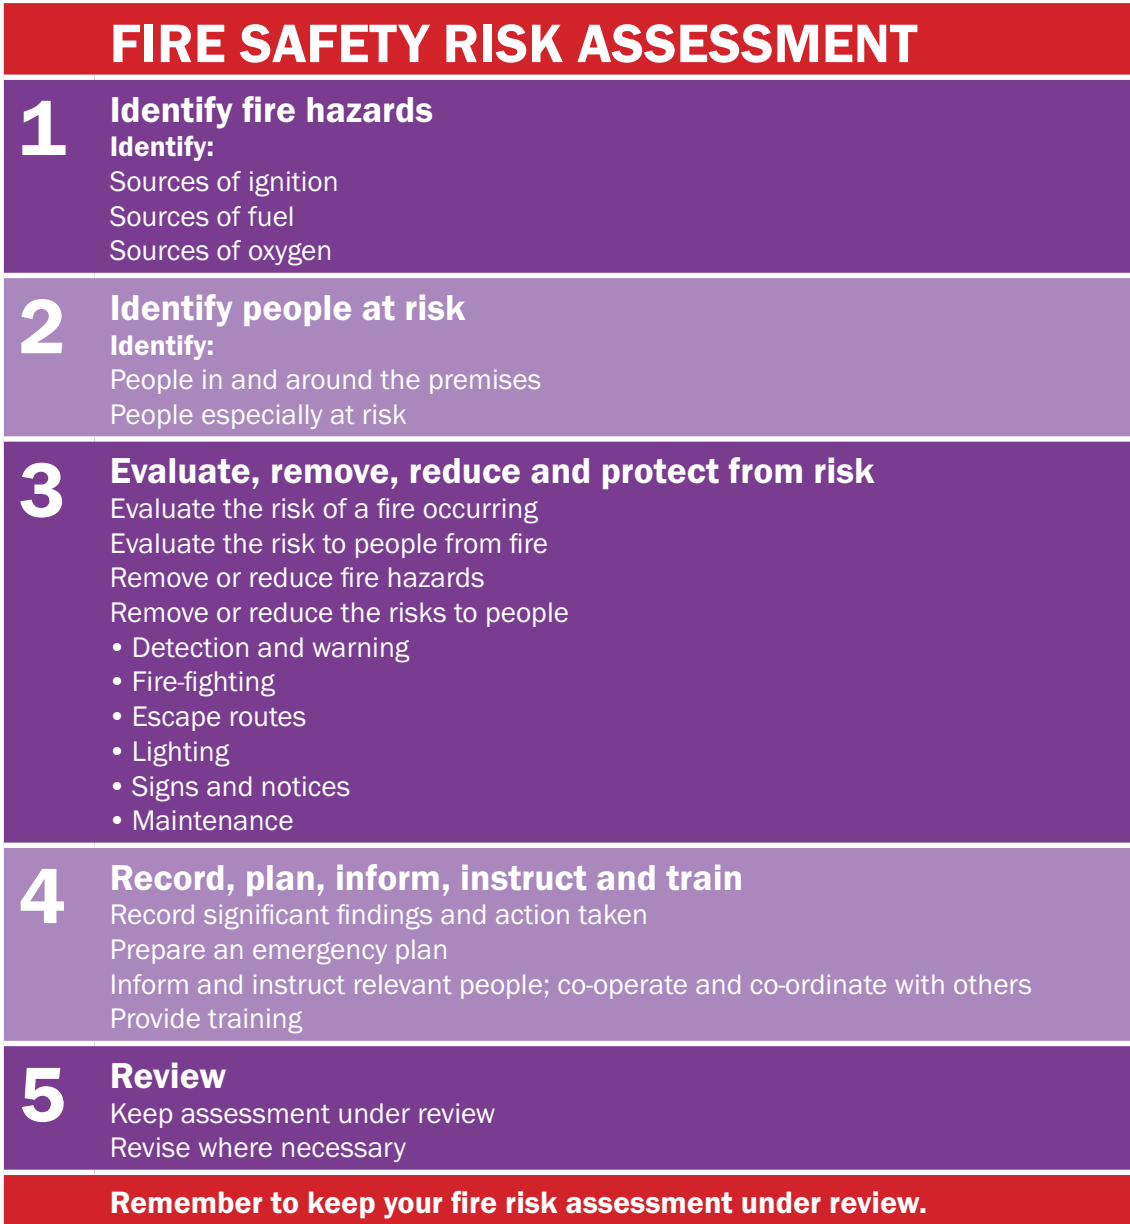 FIRE SAFETY RISK ASSESSMENT
1
Identify fire hazards
Identify:
Sources of ignition
Sources of fuel
Sources of oxygen
2
Identify people at risk
Identify:
People in and around the premises
People especially at risk
3
Evaluate, remove, reduce and protect from risk
Evaluate the risk of a fire occurring
Evaluate the risk to people from fire
Remove or reduce fire hazards
Remove or reduce the risks to people
• Detection and warning
• Fire-fighting
• Escape routes
• Lighting
• Signs and notices
• Maintenance
4
Record, plan, inform, instruct and train
Record significant findings and action taken
Prepare an emergency plan
Inform and instruct relevant people; co-operate and co-ordinate with others
Provide training
5
Review
Keep assessment under review
Revise where necessary
Remember to keep your fire risk assessment under review.